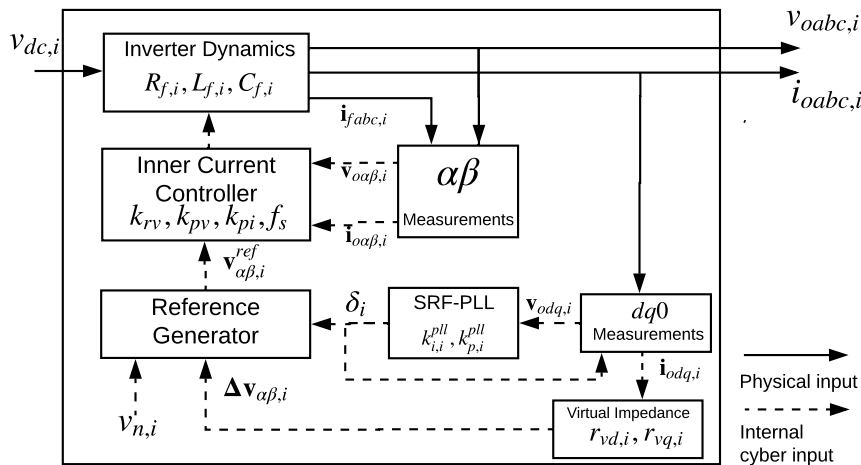 v_{dc,i}
Inverter Dynamics
R_{f,i}, L_{f,i}, C_{f,i}
v_{oabc,i}
i_{oabc,i}
i_{fabc,i}
Inner Current
Controller
k_{rv}, k_{pv}, k_{pi}, f_s
v_{oαβ,i}
i_{oαβ,i}
αβ
Measurements
v^{ref}_{αβ,i}
Reference
Generator
δ_i
SRF-PLL
k^{pll}_{i,i}, k^{pll}_{p,i}
v_{odq,i}
dq0
Measurements
i_{odq,i}
Δv_{αβ,i}
v_{n,i}
Virtual Impedance
r_{vd,i}, r_{vq,i}
Physical input
Internal
cyber input